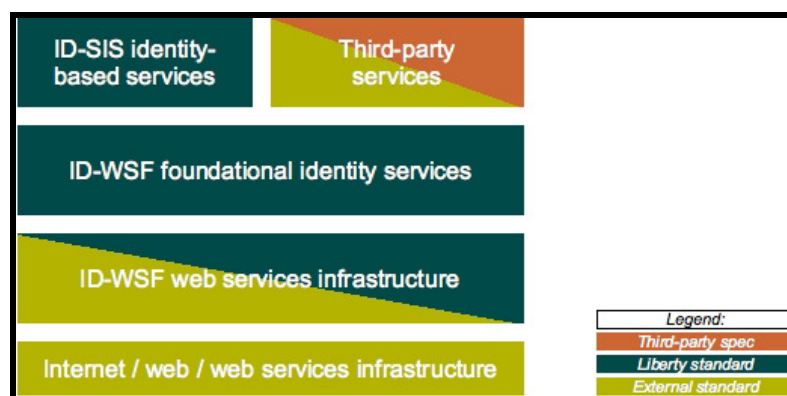 ID-SIS identity-
based services
Third-party
services
ID-WSF foundational identity services
ID-WSF web services infrastructure
Internet / web / web services infrastructure
Legend:
Third-party spec
Liberty standard
External standard